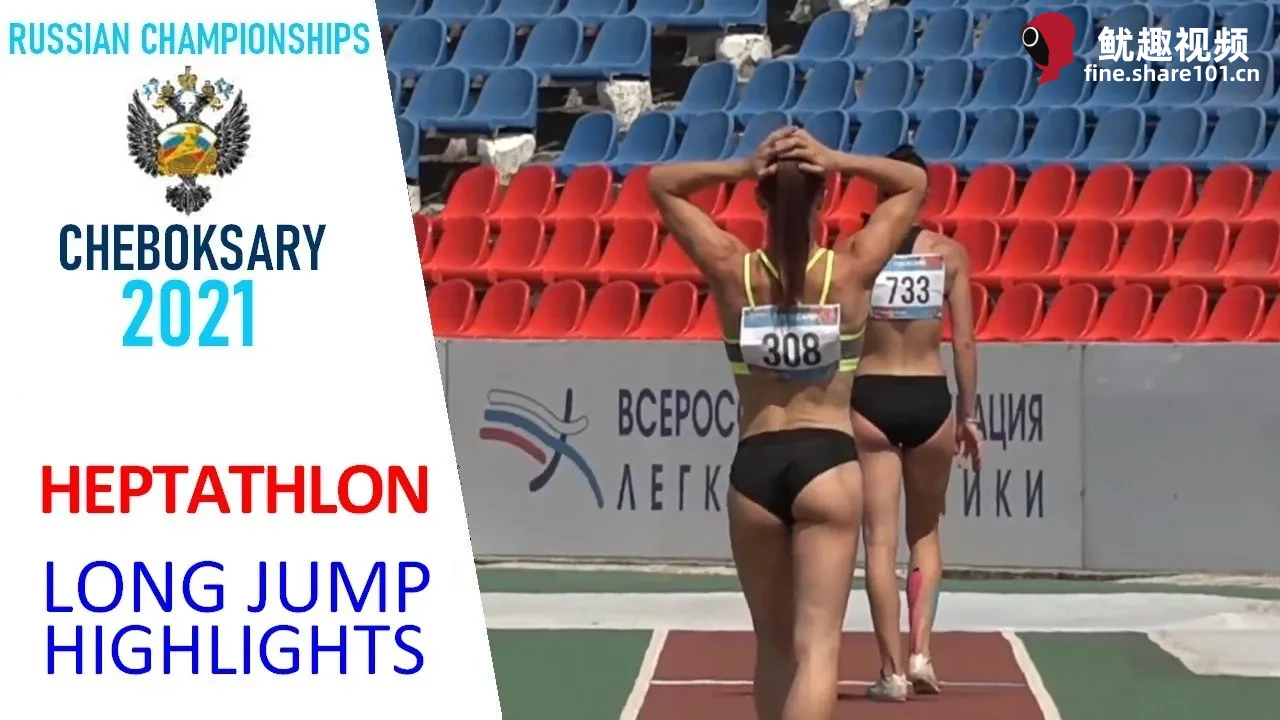 RUSSIAN CHAMPIONSHIPS
CHEBOKSARY
2021
HEPTATHLON
LONG JUMP
HIGHLIGHTS
鱿趣视频
fine.share101.cn
733
308
ВСЕРОС АЦИЯ
ЛЕГК ИКИ